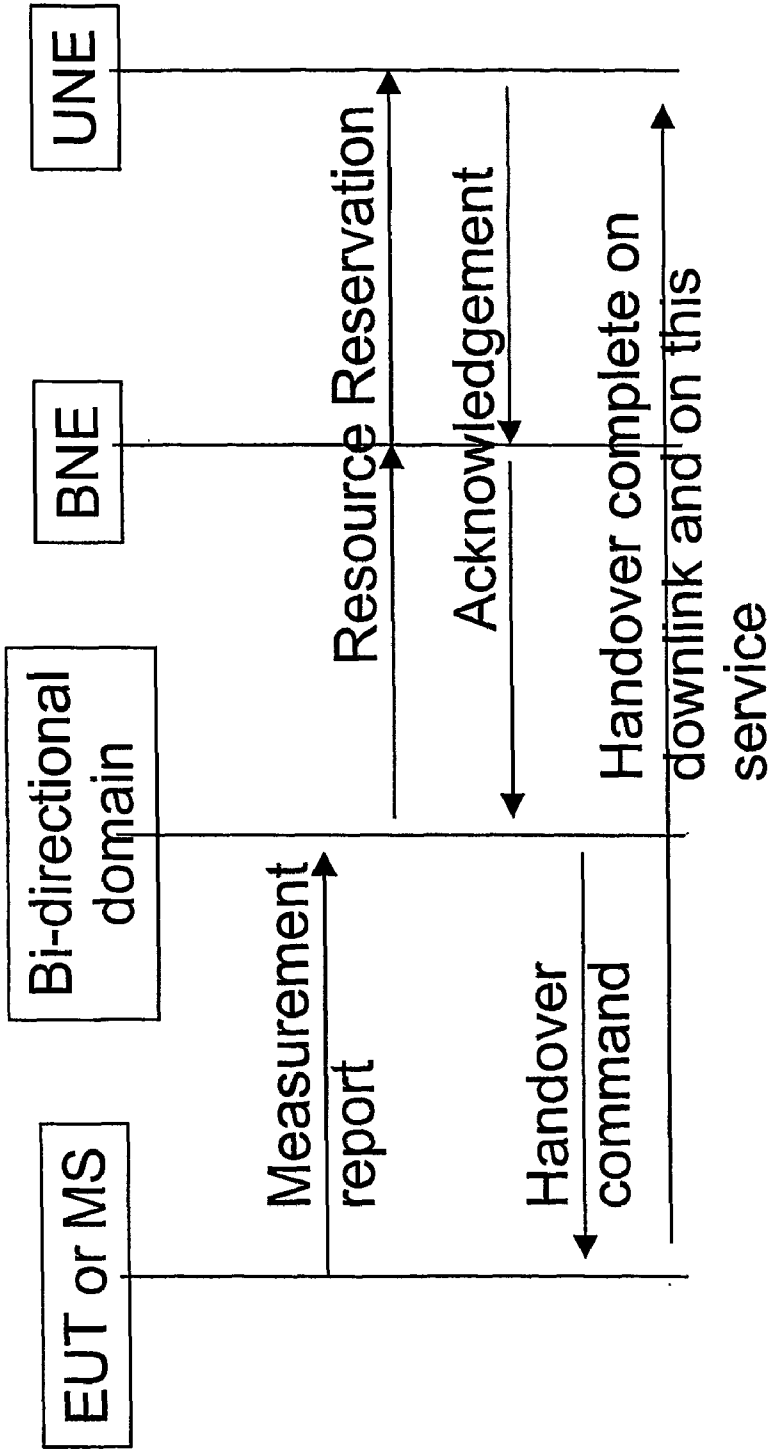 EUT or MS
Bi-directional
domain
BNE
UNE
Measurement
report
Resource Reservation
Acknowledgement
Handover
command
Handover complete on
downlink and on this
service